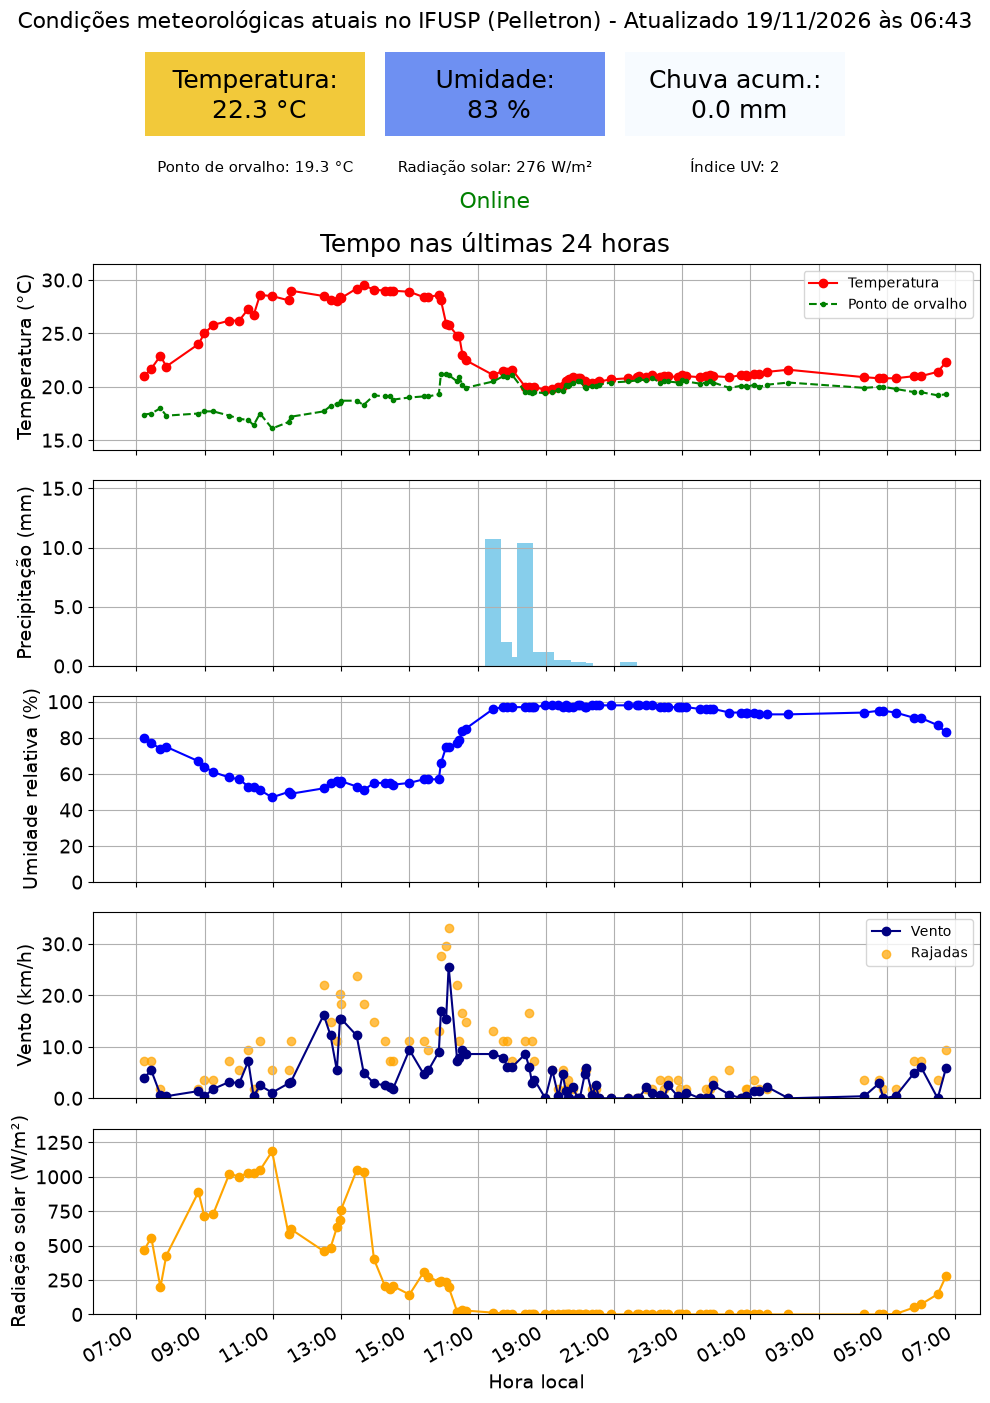 Condições meteorológicas atuais no IFUSP (Pelletron) - Atualizado 19/11/2026 às 06:43
Temperatura:
22.3 °C
Umidade:
83 %
Chuva acum.:
0.0 mm
Ponto de orvalho: 19.3 °C
Radiação solar: 276 W/m²
Índice UV: 2
Online
Tempo nas últimas 24 horas
Temperatura (°C)
30.0
25.0
20.0
15.0
Temperatura
Ponto de orvalho
Precipitação (mm)
15.0
10.0
5.0
0.0
Umidade relativa (%)
100
80
60
40
20
0
Vento (km/h)
30.0
20.0
10.0
0.0
Vento
Rajadas
Radiação solar (W/m²)
1250
1000
750
500
250
0
07:00
09:00
11:00
13:00
15:00
17:00
19:00
21:00
23:00
01:00
03:00
05:00
07:00
Hora local